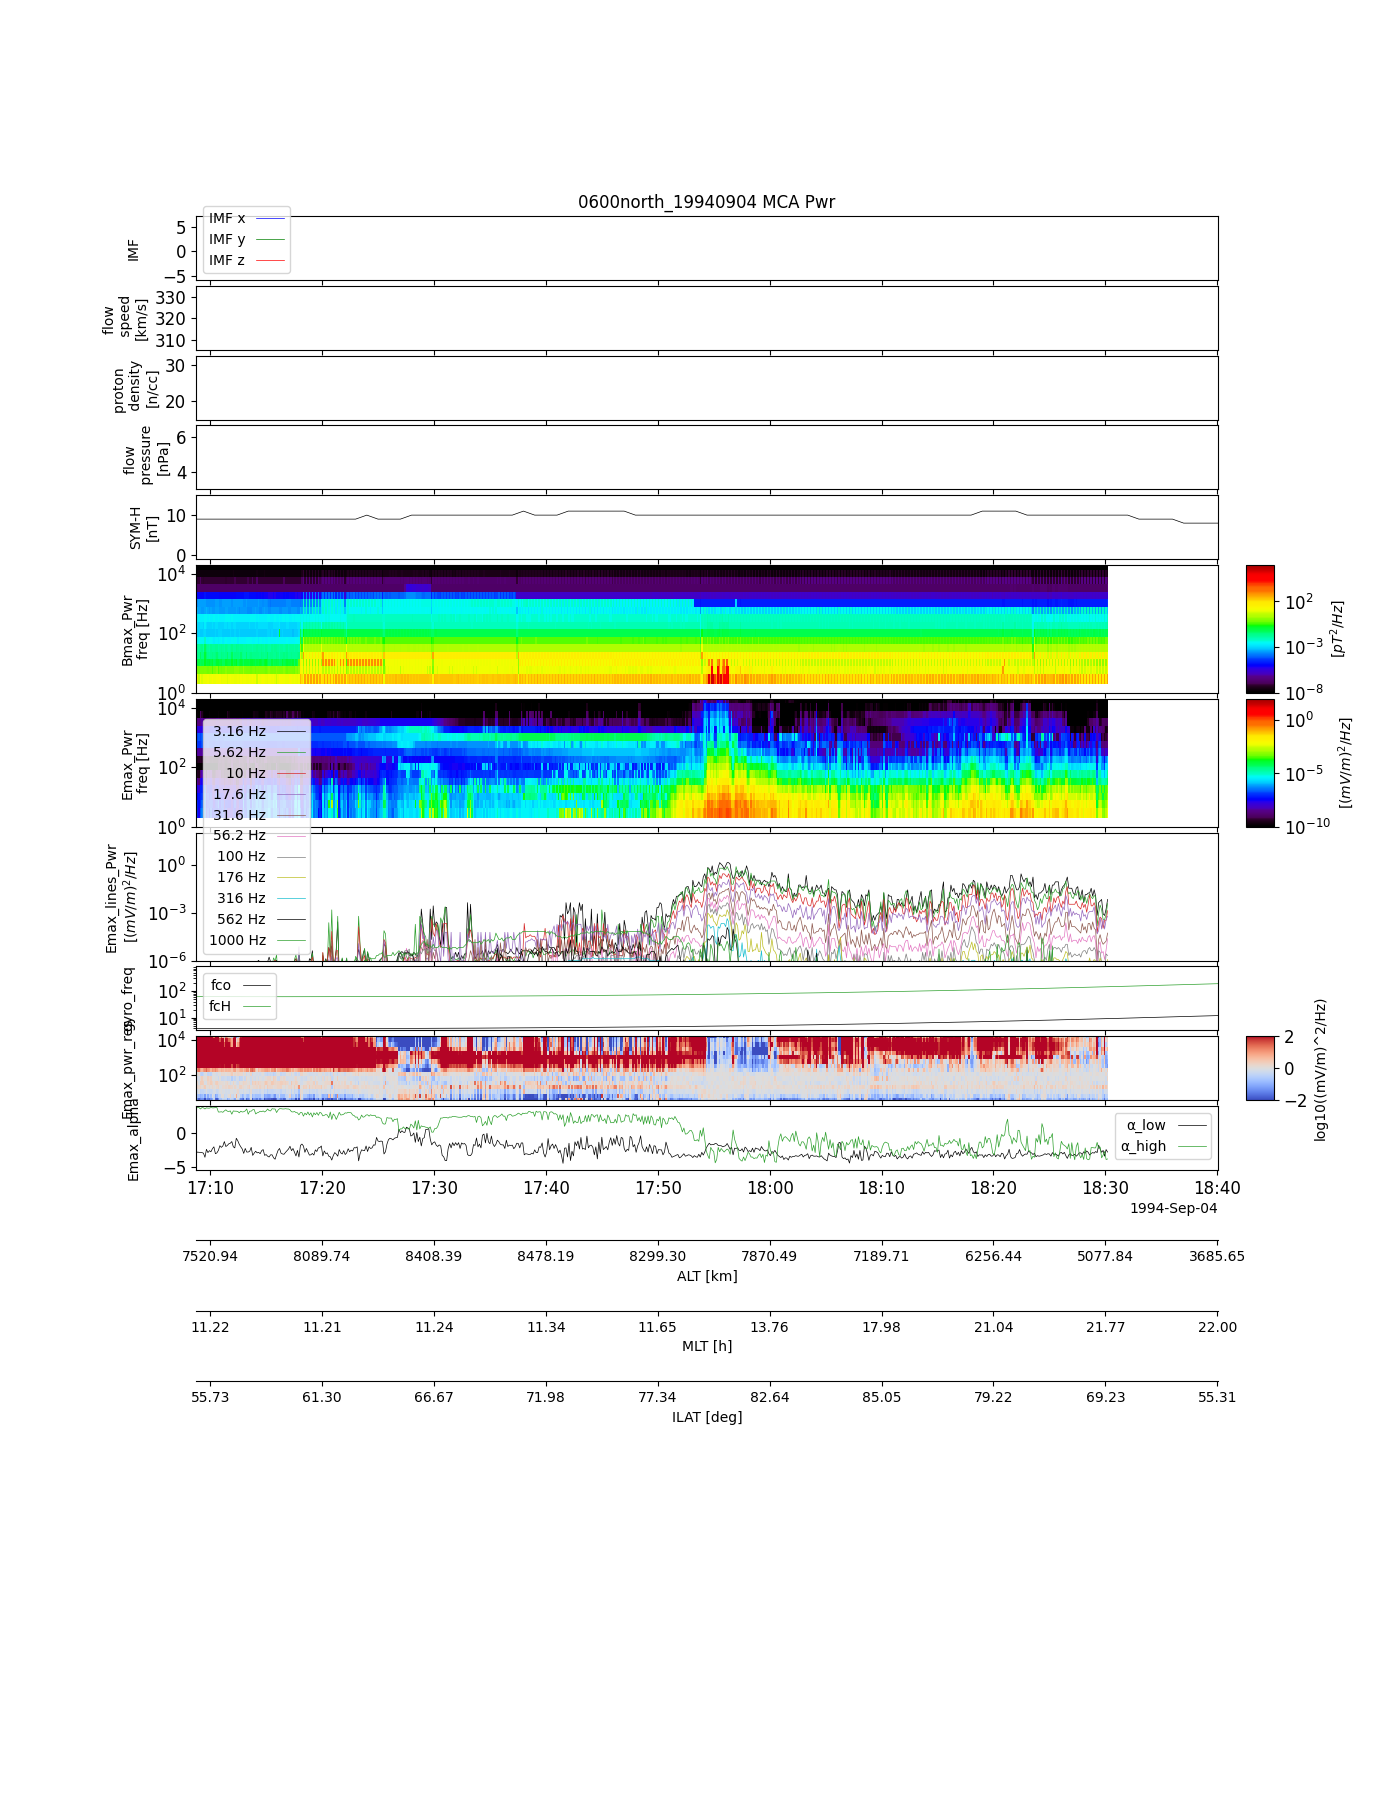 0600north_19940904 MCA Pwr
IMF
5
0
−5
IMF x
IMF y
IMF z
flow
speed
[km/s]
330
320
310
proton
density
[n/cc]
30
20
flow
pressure
[nPa]
6
4
SYM-H
[nT]
10
0
Bmax_Pwr
freq [Hz]
10^4
10^2
10^0
10^2
10^−3
10^−8
[pT^2/Hz]
Emax_Pwr
freq [Hz]
10^4
10^2
10^0
10^0
10^−5
10^−10
[(mV/m)^2/Hz]
3.16 Hz
5.62 Hz
10 Hz
17.6 Hz
31.6 Hz
56.2 Hz
100 Hz
176 Hz
316 Hz
562 Hz
1000 Hz
Emax_lines_Pwr
[(mV/m)^2/Hz]
10^0
10^−3
10^−6
10^2
10^1
fco
fcH
Emax_pwr_reg
10^4
10^2
2
0
−2
log10((mV/m)^2/Hz)
Emax_alpha
0
−5
α_low
α_high
17:10 17:20 17:30 17:40 17:50 18:00 18:10 18:20 18:30 18:40
1994-Sep-04
7520.94 8089.74 8408.39 8478.19 8299.30 7870.49 7189.71 6256.44 5077.84 3685.65
ALT [km]
11.22 11.21 11.24 11.34 11.65 13.76 17.98 21.04 21.77 22.00
MLT [h]
55.73 61.30 66.67 71.98 77.34 82.64 85.05 79.22 69.23 55.31
ILAT [deg]